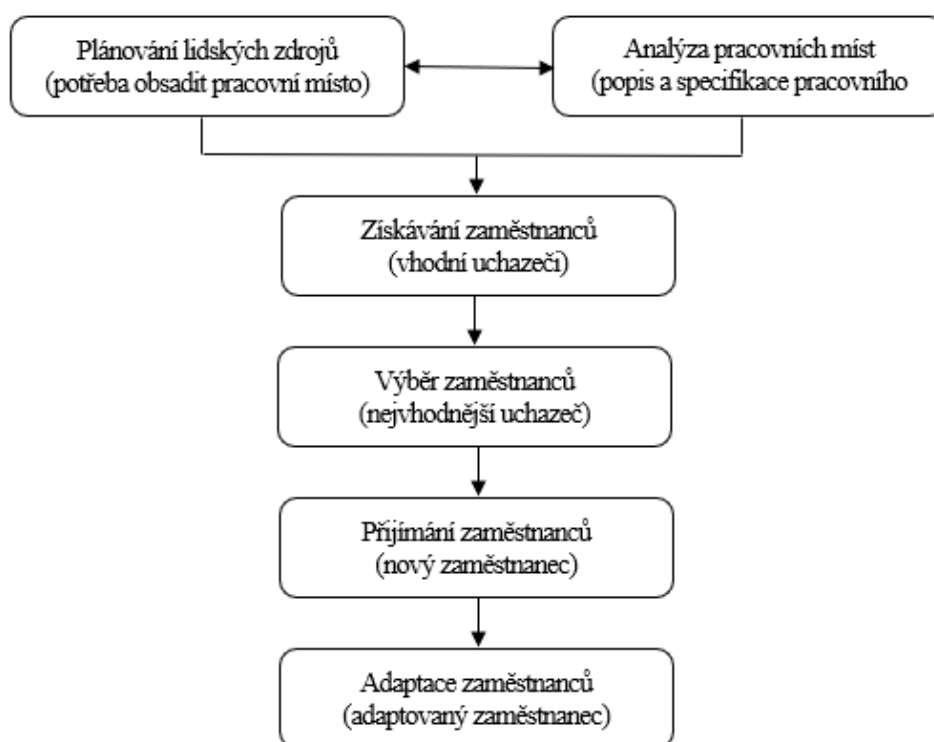 Plánování lidských zdrojů
(potřeba obsadit pracovní místo)
Analýza pracovních míst
(popis a specifikace pracovního
Získávání zaměstnanců
(vhodní uchazeči)
Výběr zaměstnanců
(nejvhodnější uchazeč)
Přijímání zaměstnanců
(nový zaměstnanec)
Adaptace zaměstnanců
(adaptovaný zaměstnanec)